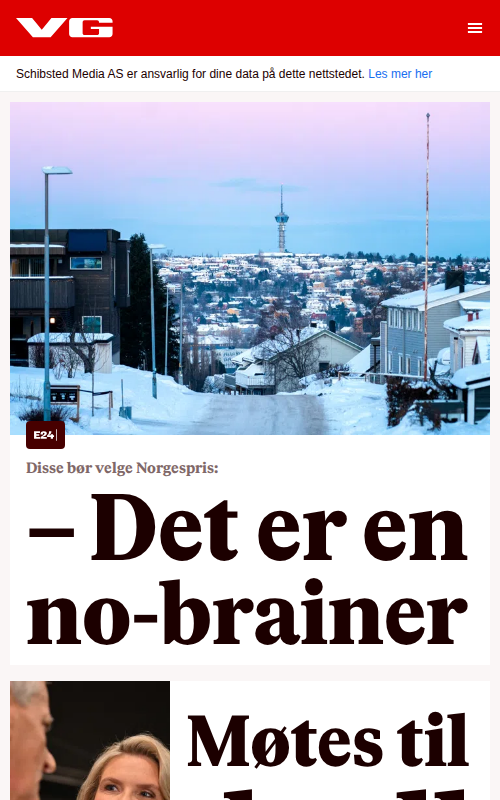 VG
Schibsted Media AS er ansvarlig for dine data på dette nettstedet. Les mer her
E24
Disse bør velge Norgespris:
– Det er en
no-brainer
Møtes til